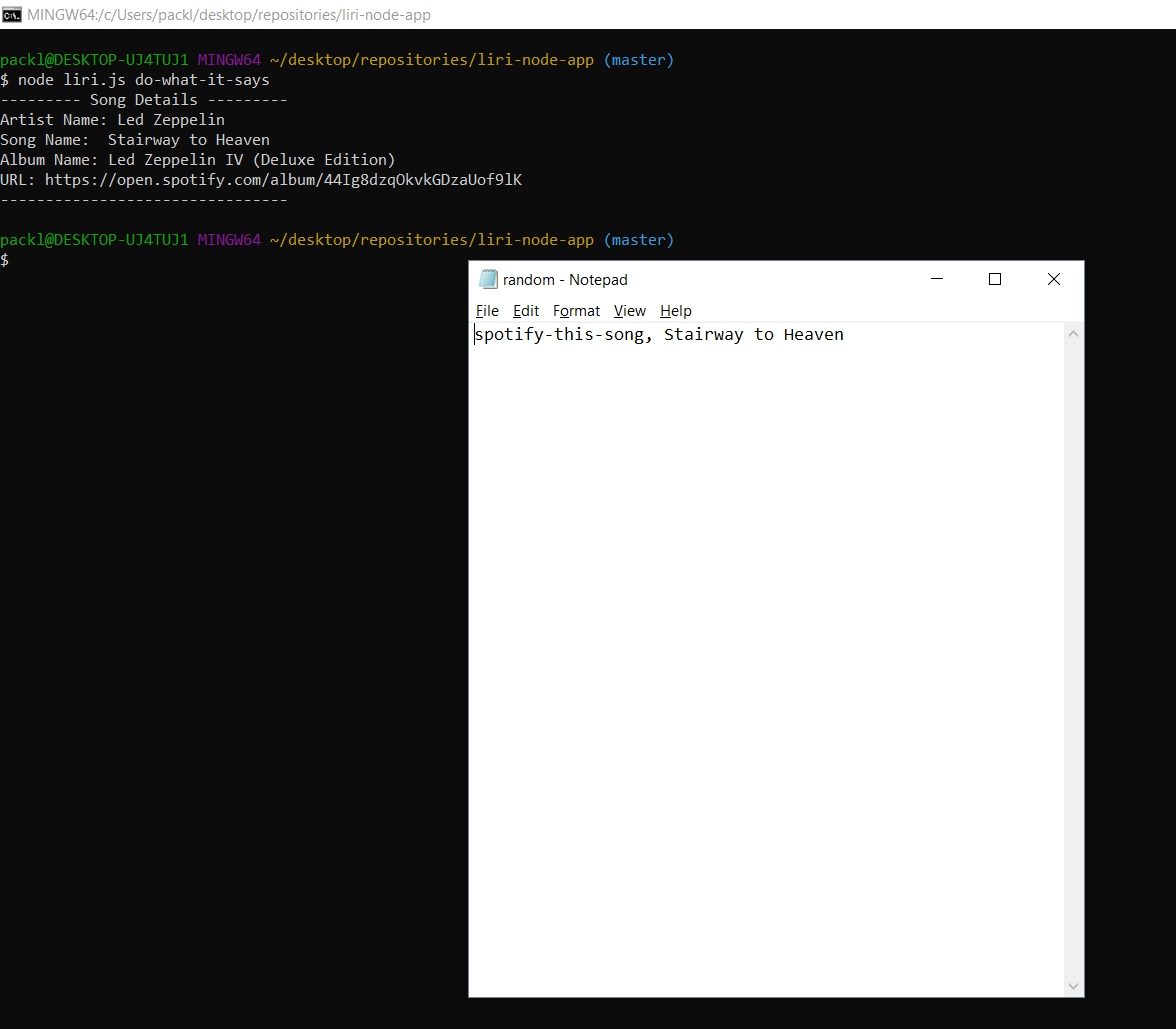 MINGW64:/c/Users/packl/desktop/repositories/liri-node-app
packl@DESKTOP-UJ4TUJ1 MINGW64 ~/desktop/repositories/liri-node-app (master)
$ node liri.js do-what-it-says
--------- Song Details ---------
Artist Name: Led Zeppelin
Song Name:  Stairway to Heaven
Album Name: Led Zeppelin IV (Deluxe Edition)
URL: https://open.spotify.com/album/44Ig8dzqOkvkGDzaUof9lK
--------------------------------
packl@DESKTOP-UJ4TUJ1 MINGW64 ~/desktop/repositories/liri-node-app (master)
$
random - Notepad
File Edit Format View Help
spotify-this-song, Stairway to Heaven